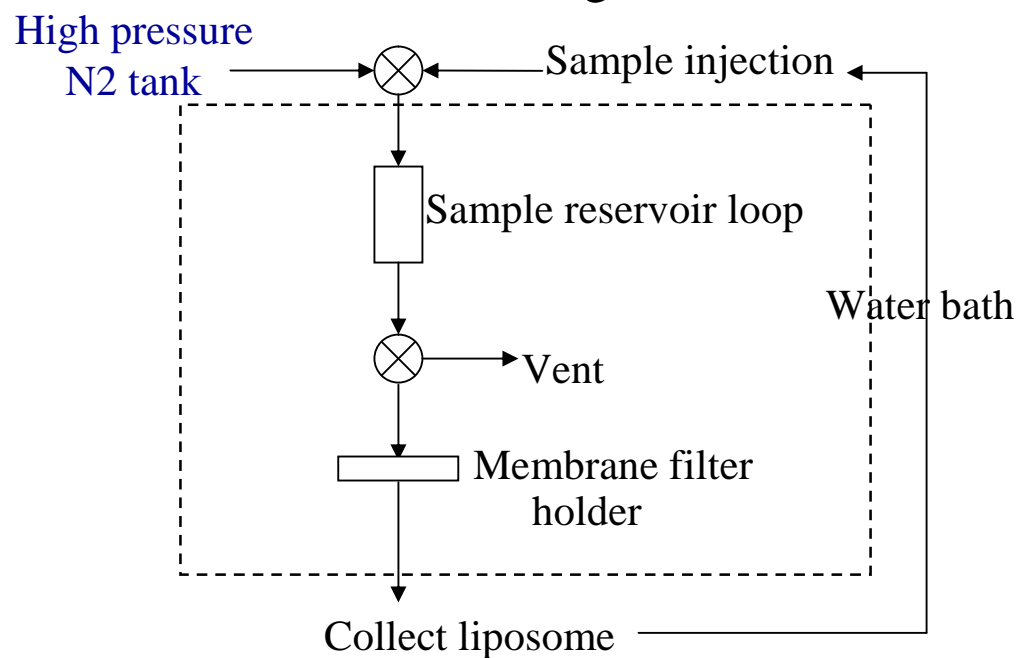 High pressure
N2 tank
Sample injection
Sample reservoir loop
Water bath
Vent
Membrane filter
holder
Collect liposome